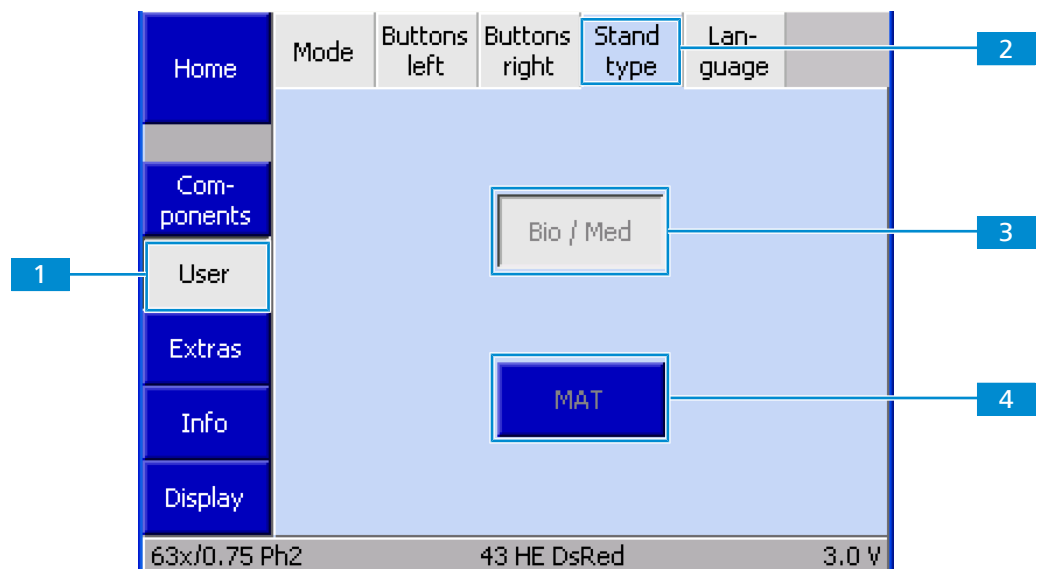 Home
Mode
Buttons
left
Buttons
right
Stand
type
Lan-
guage
2
Com-
ponents
Bio / Med
3
1
User
Extras
MAT
4
Info
Display
63x/0.75 Ph2 43 HE DsRed 3.0 V